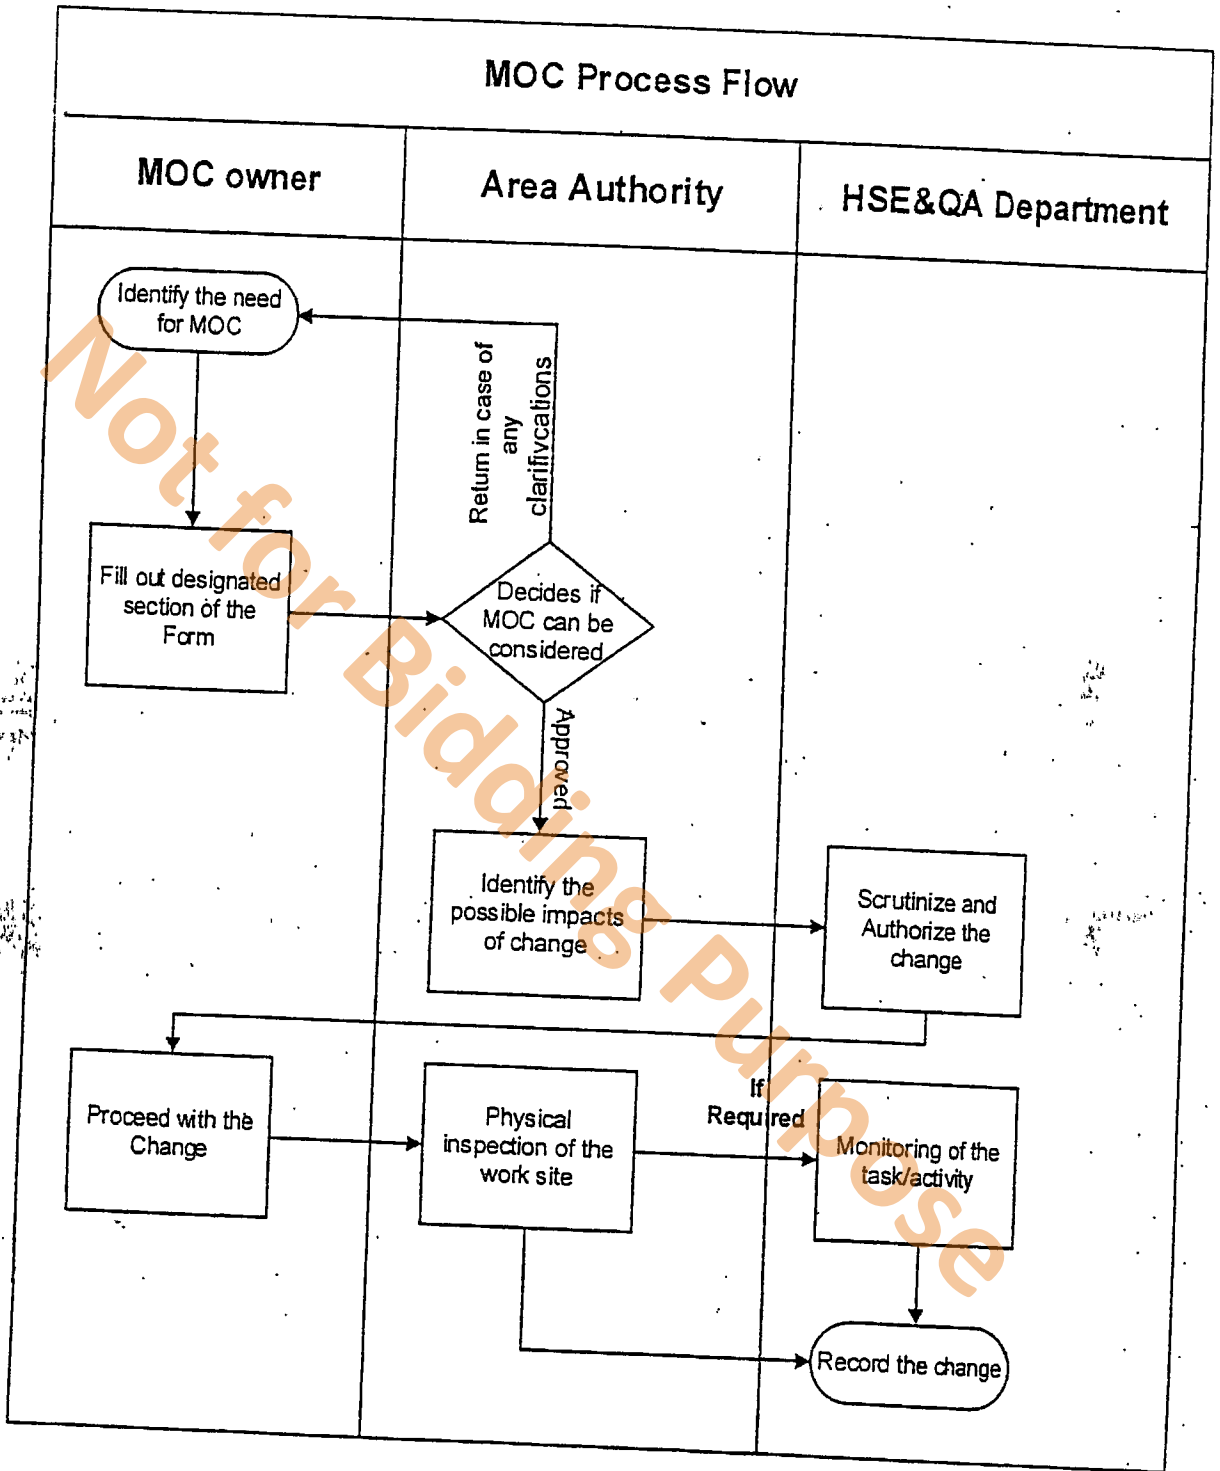 MOC Process Flow
MOC owner
Area Authority
HSE&QA Department
Identify the need
for MOC
Return in case of
any
clarifivcations
Fill out designated
section of the
Form
Decides if
MOC can be
considered
Approved
Identify the
possible impacts
of change
Scrutinize and
Authorize the
change
Proceed with the
Change
Physical
inspection of the
work site
If
Required
Monitoring of the
task/activity
Record the change
Not for Bidding Purpose